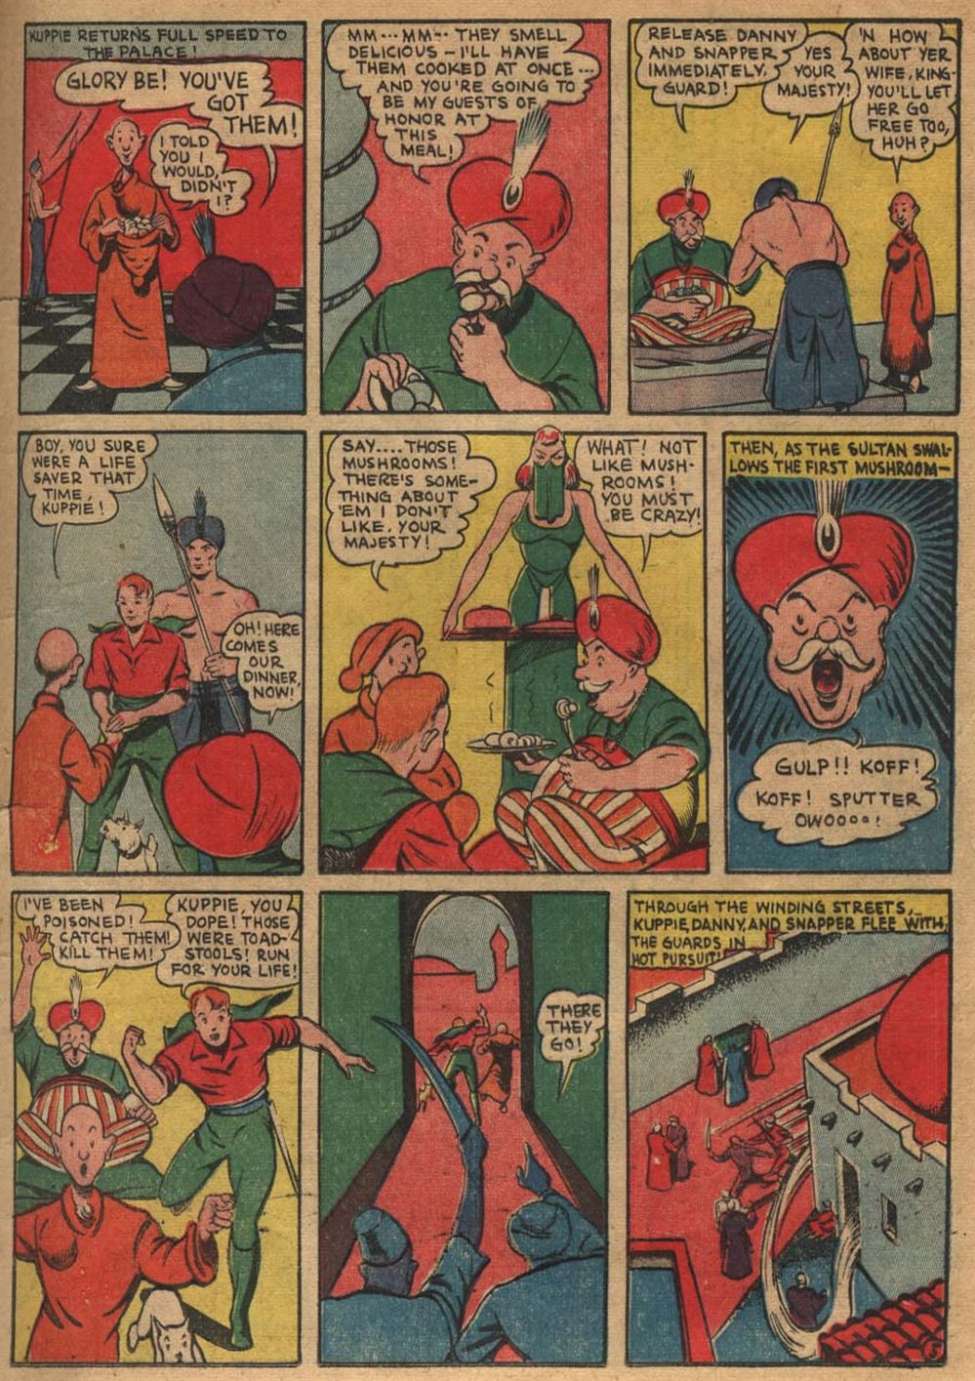 KUPPIE RETURNS FULL SPEED TO
THE PALACE!
GLORY BE! YOU'VE
GOT
THEM!
I TOLD
YOU I
WOULD,
DIDN'T
I?
MM...MM... THEY SMELL
DELICIOUS - I'LL HAVE
THEM COOKED AT ONCE...
AND YOU'RE GOING TO
BE MY GUESTS OF
HONOR AT
THIS
MEAL!
RELEASE DANNY
AND SNAPPER
IMMEDIATELY,
GUARD!
YES
YOUR
MAJESTY!
'N HOW
ABOUT YER
WIFE, KING-
YOU'LL LET
HER GO
FREE TOO,
HUH?
BOY, YOU SURE
WERE A LIFE
SAVER THAT
TIME,
KUPPIE!
OH! HERE
COMES
OUR
DINNER,
NOW!
SAY.... THOSE
MUSHROOMS!
THERE'S SOME-
THING ABOUT
'EM I DON'T
LIKE, YOUR
MAJESTY!
WHAT! NOT
LIKE MUSH-
ROOMS!
YOU MUST
BE CRAZY!
THEN, AS THE SULTAN SWAL-
LOWS THE FIRST MUSHROOM—
GULP!! KOFF!
KOFF! SPUTTER
OWOOOO!
I'VE BEEN
POISONED!
CATCH THEM!
KILL THEM!
KUPPIE, YOU
DOPE! THOSE
WERE TOAD-
STOOLS! RUN
FOR YOUR LIFE!
THERE
THEY
GO!
THROUGH THE WINDING STREETS,
KUPPIE, DANNY, AND SNAPPER FLEE WITH
THE GUARDS IN
HOT PURSUIT!
5